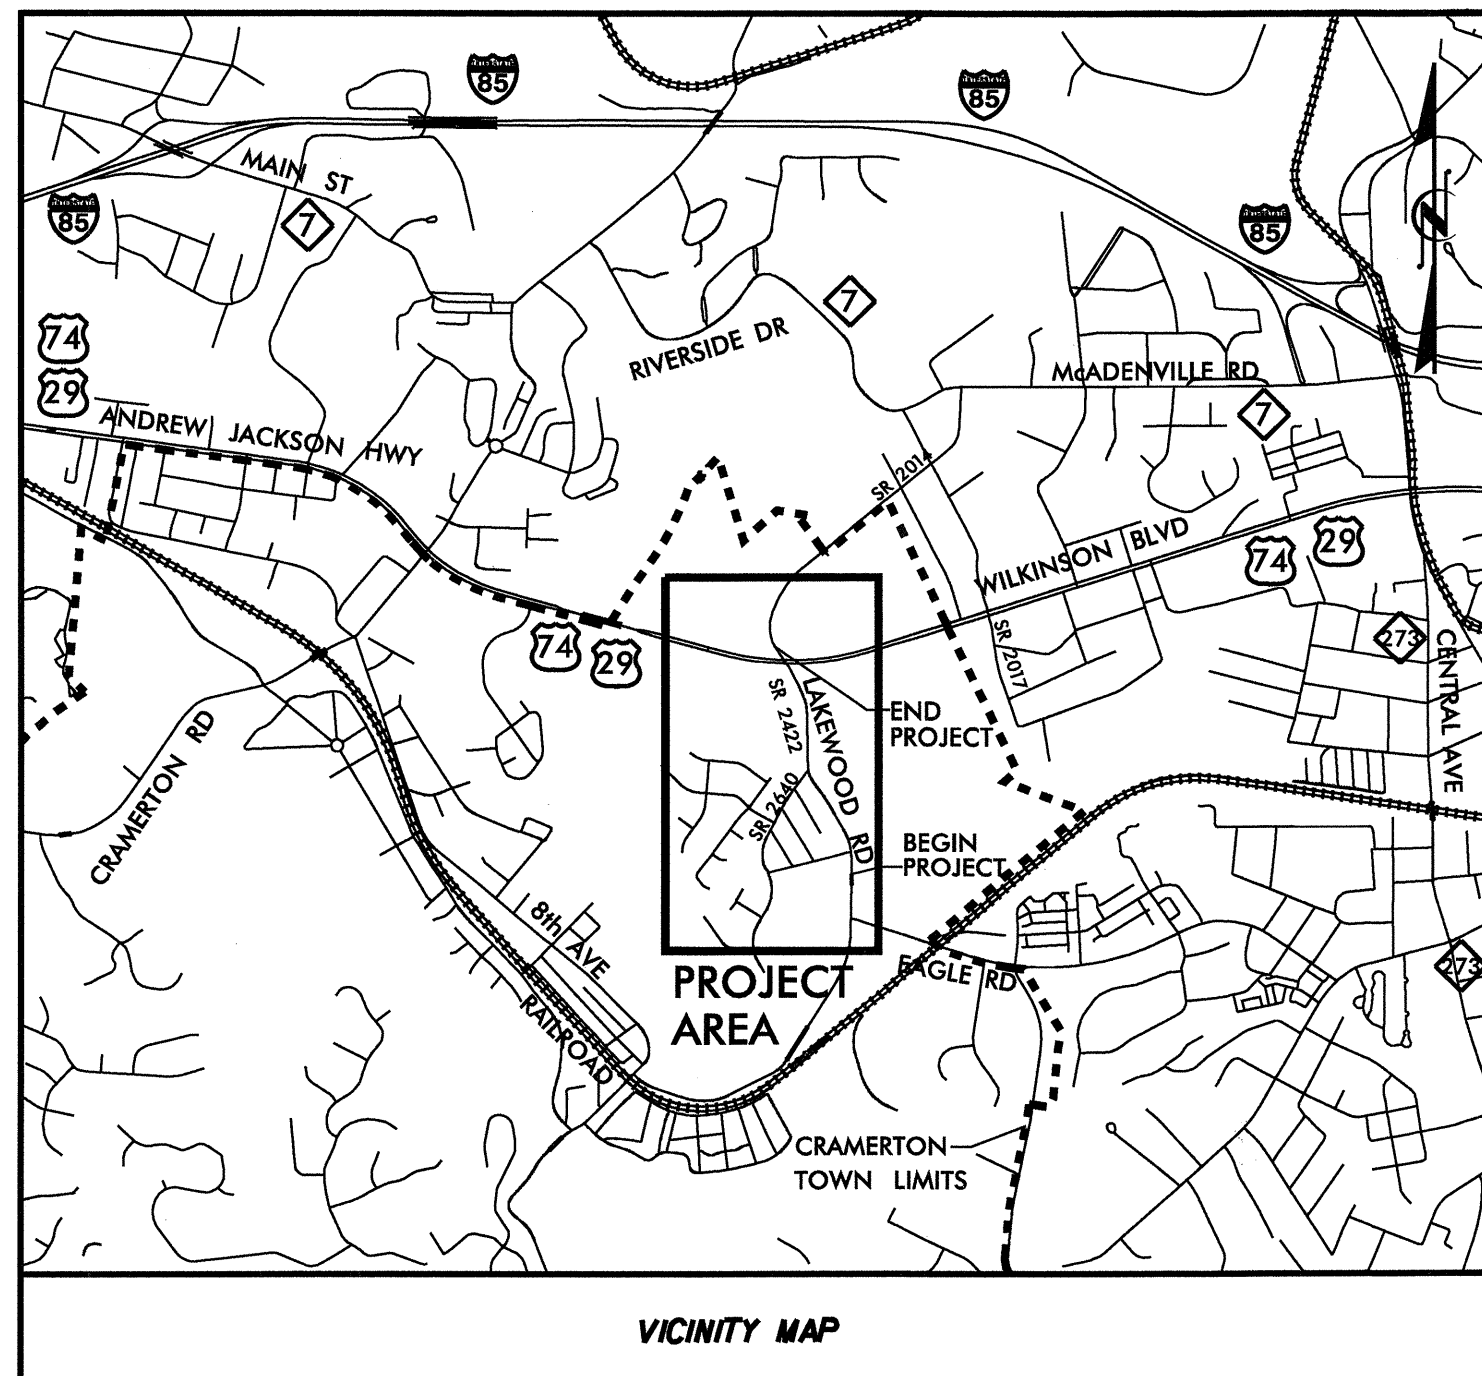 85
85
MAIN ST
85
7
85
7
74
RIVERSIDE DR
29
McADENVILLE RD
7
ANDREW JACKSON HWY
SR 2014
WILKINSON BLVD
29
74
74
29
SR 2017
273
CENTRAL AVE
SR 2422
LAKEWOOD RD
END
PROJECT
CRAMERTON RD
SR 2640
BEGIN
PROJECT
8th AVE
EAGLE RD
273
PROJECT
AREA
RAILROAD
CRAMERTON
TOWN LIMITS
VICINITY MAP